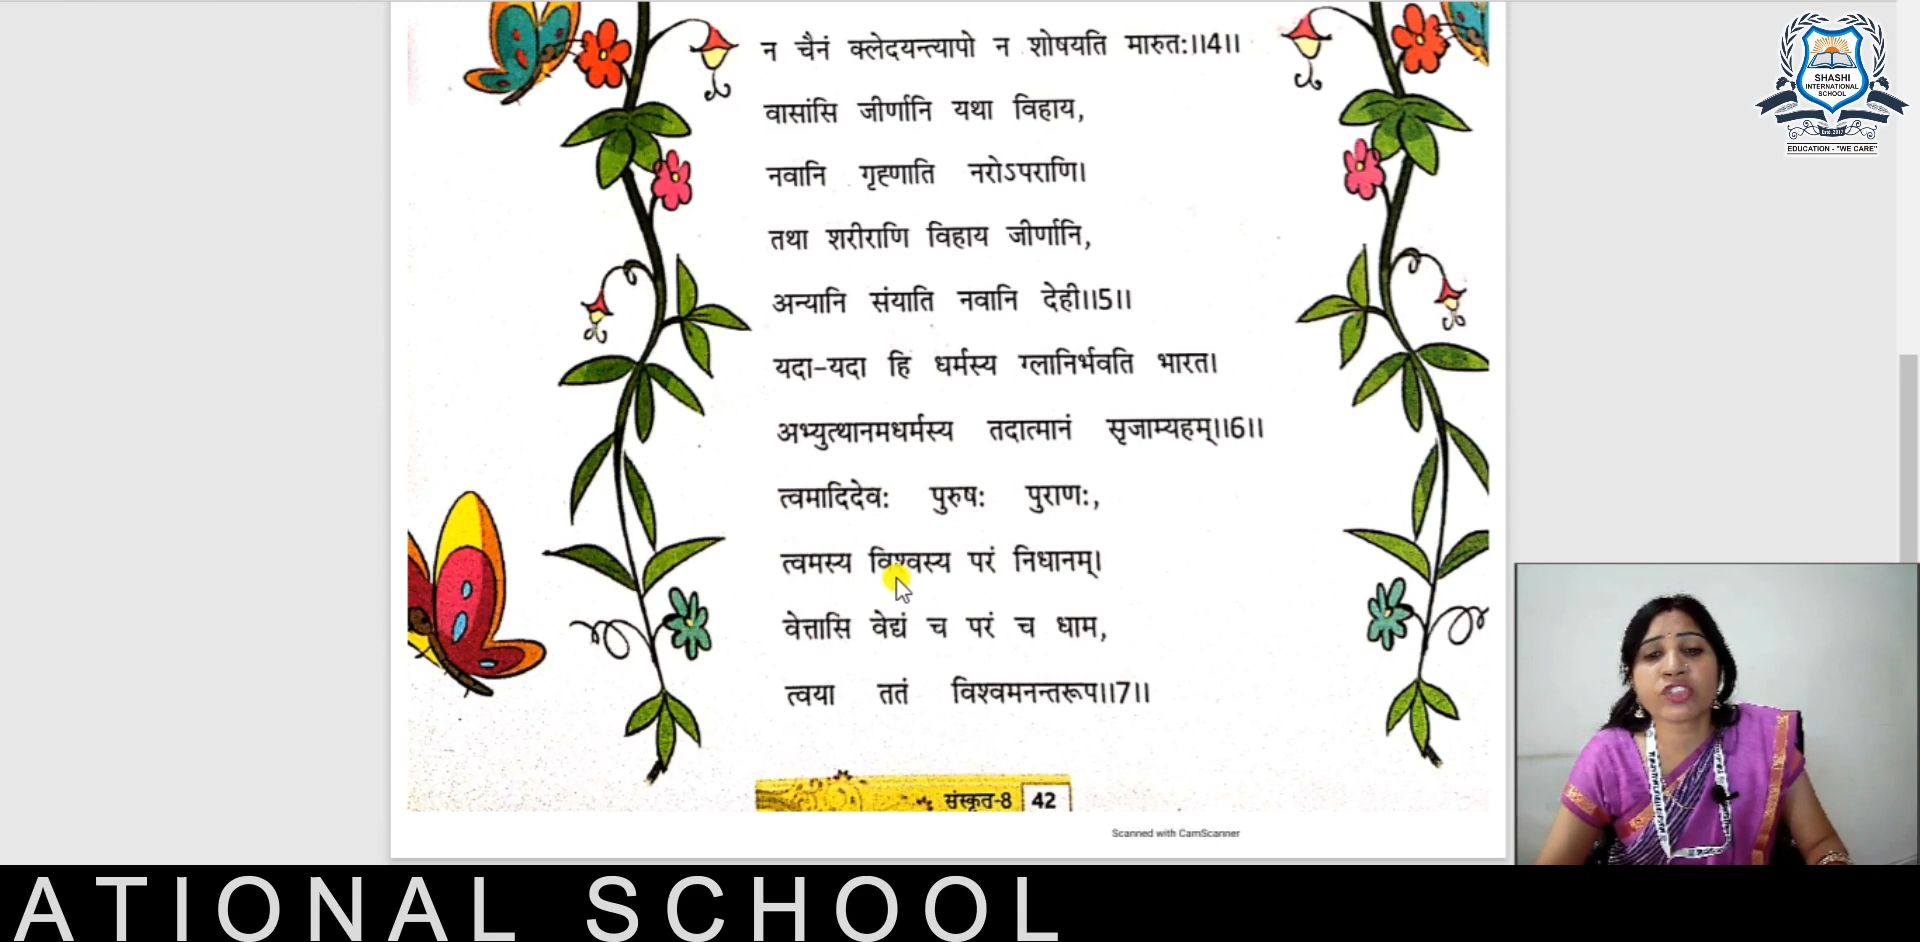 न चैनं क्लेदयन्त्यापो न शोषयति मारुतः।।4।।
वासांसि जीर्णानि यथा विहाय,
नवानि गृह्णाति नरोऽपराणि।
तथा शरीराणि विहाय जीर्णानि,
अन्यानि संयाति नवानि देही।।5।।
यदा-यदा हि धर्मस्य ग्लानिर्भवति भारत।
अभ्युत्थानमधर्मस्य तदात्मानं सृजाम्यहम्।।6।।
त्वमादिदेवः पुरुषः पुराणः,
त्वमस्य विश्वस्य परं निधानम्।
वेत्तासि वेद्यं च परं च धाम,
त्वया ततं विश्वमनन्तरूप।।7।।
संस्कृत-8 42
Scanned with CamScanner
SHASHI
INTERNATIONAL
SCHOOL
Estd. 2017
EDUCATION - "WE CARE"
ATIONAL SCHOOL